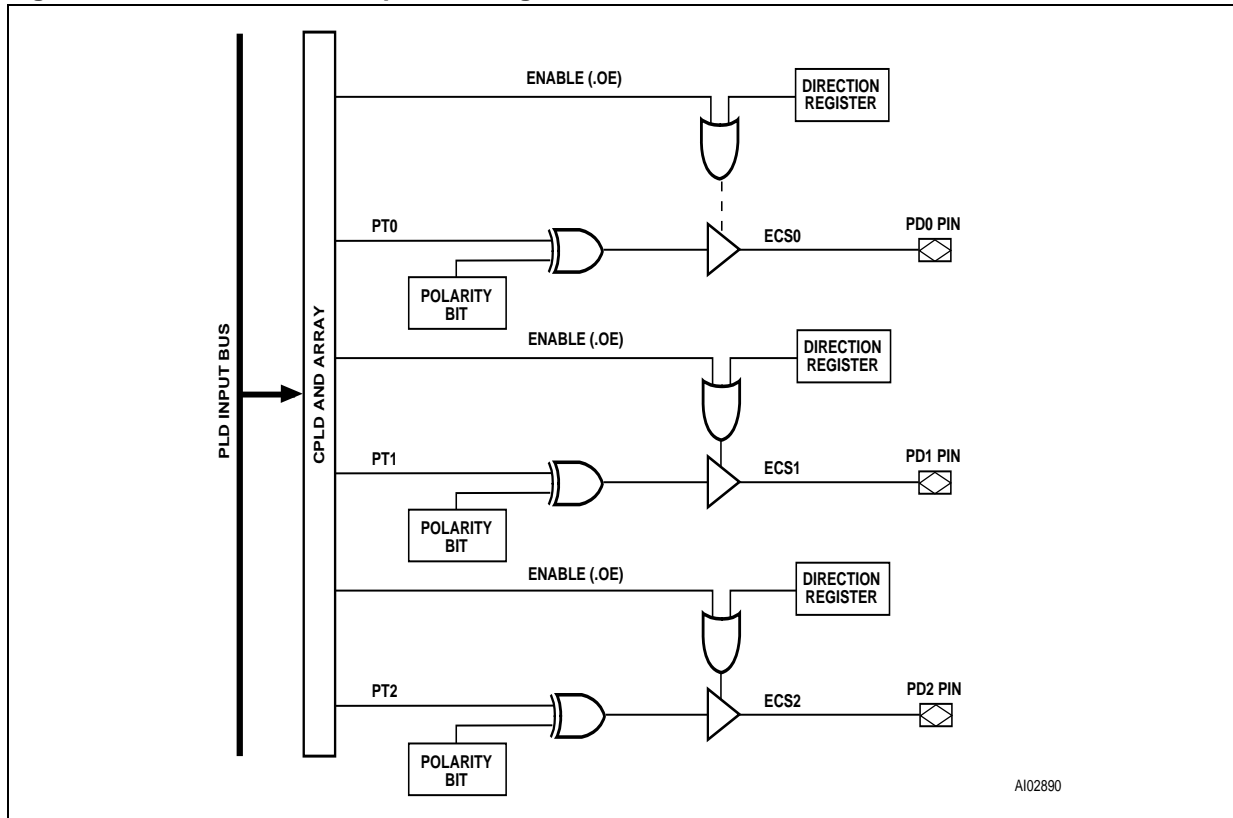 ENABLE (.OE)
DIRECTION
REGISTER
PT0
ECS0
PD0 PIN
POLARITY
BIT
ENABLE (.OE)
DIRECTION
REGISTER
PLD INPUT BUS
CPLD AND ARRAY
PT1
ECS1
PD1 PIN
POLARITY
BIT
ENABLE (.OE)
DIRECTION
REGISTER
PT2
ECS2
PD2 PIN
POLARITY
BIT
AI02890